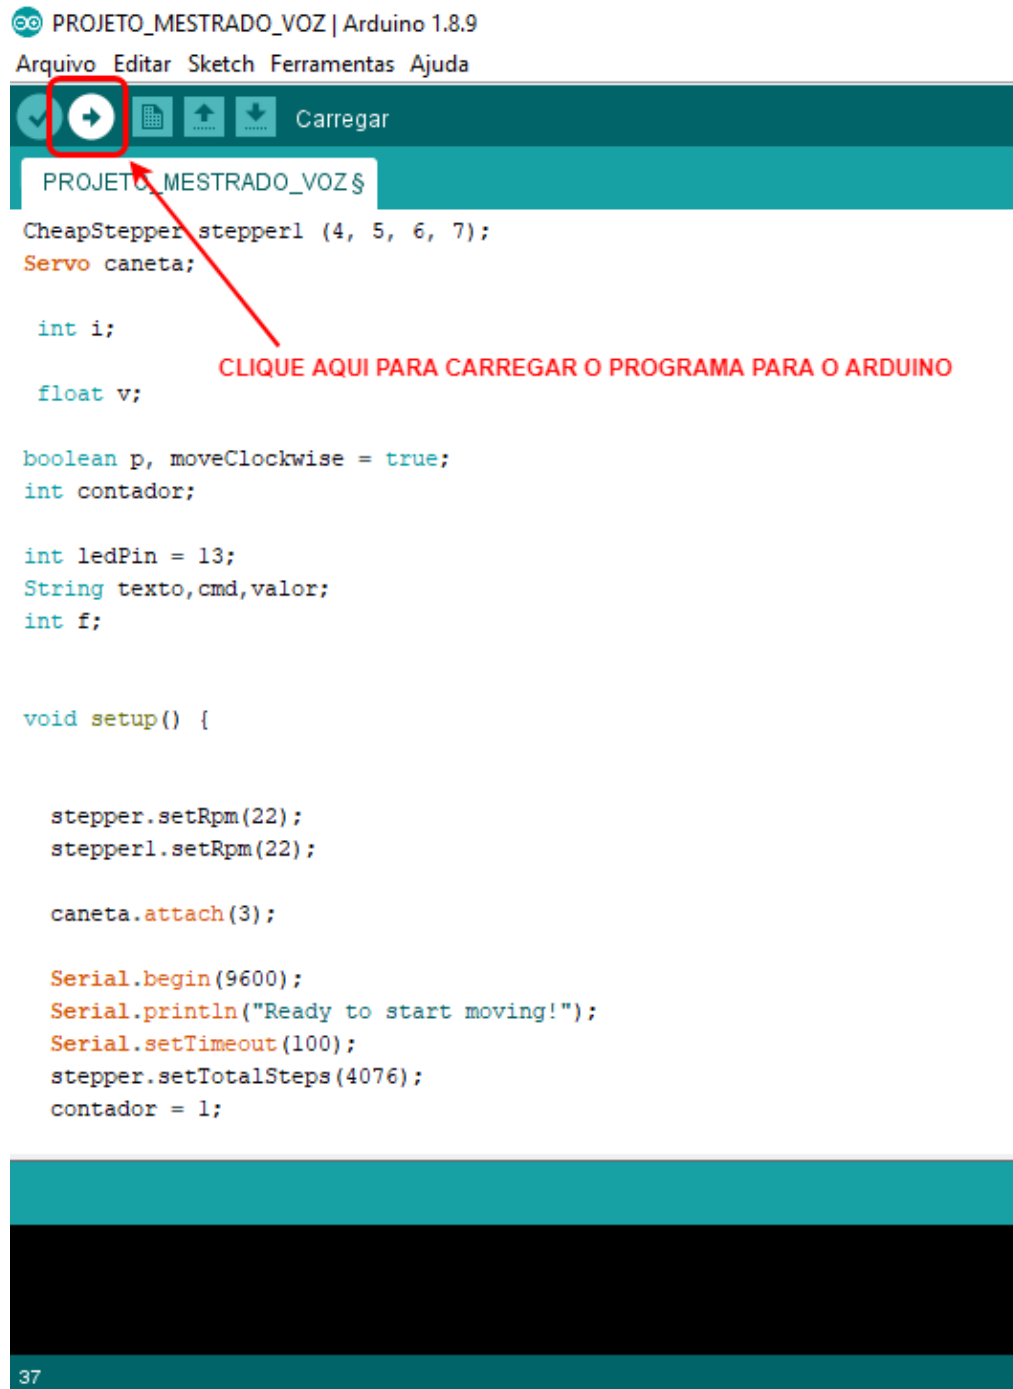 PROJETO_MESTRADO_VOZ | Arduino 1.8.9
Arquivo Editar Sketch Ferramentas Ajuda
Carregar
PROJETO_MESTRADO_VOZ §
CheapStepper stepper1 (4, 5, 6, 7);
Servo caneta;
int i;
CLIQUE AQUI PARA CARREGAR O PROGRAMA PARA O ARDUINO
float v;
boolean p, moveClockwise = true;
int contador;
int ledPin = 13;
String texto,cmd,valor;
int f;
void setup() {
stepper.setRpm(22);
stepper1.setRpm(22);
caneta.attach(3);
Serial.begin(9600);
Serial.println("Ready to start moving!");
Serial.setTimeout(100);
stepper.setTotalSteps(4076);
contador = 1;
37